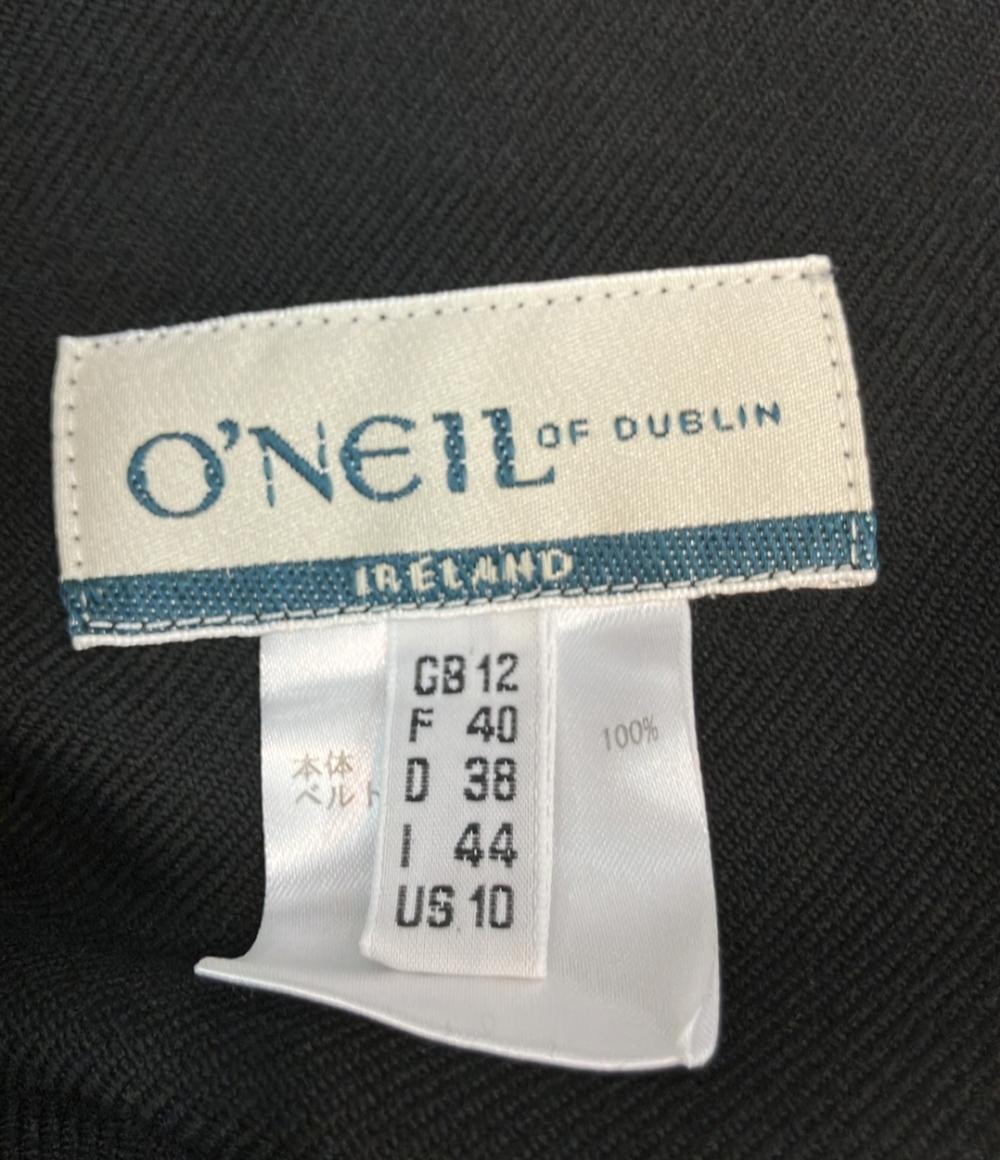 O'NEIL OF DUBLIN
IRELAND
GB 12
F 40
D 38
I 44
US 10
本体
ベルト
100%